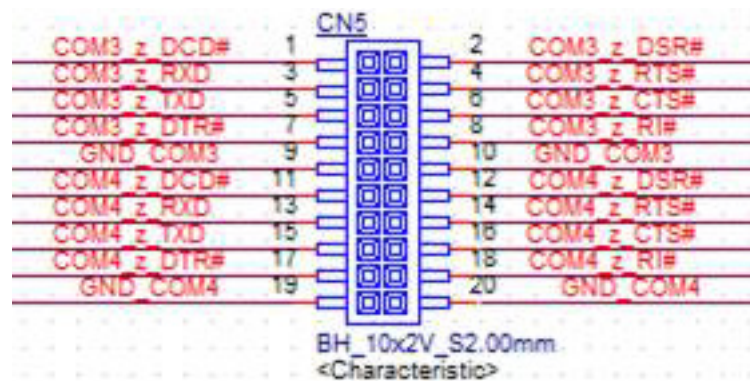 CN5
COM3_z_DCD# 1 2 COM3_z_DSR#
COM3_z_RXD 3 4 COM3_z_RTS#
COM3_z_TXD 5 6 COM3_z_CTS#
COM3_z_DTR# 7 8 COM3_z_RI#
GND_COM3 9 10 GND_COM3
COM4_z_DCD# 11 12 COM4_z_DSR#
COM4_z_RXD 13 14 COM4_z_RTS#
COM4_z_TXD 15 16 COM4_z_CTS#
COM4_z_DTR# 17 18 COM4_z_RI#
GND_COM4 19 20 GND_COM4
BH_10x2V_S2.00mm
<Characteristic>